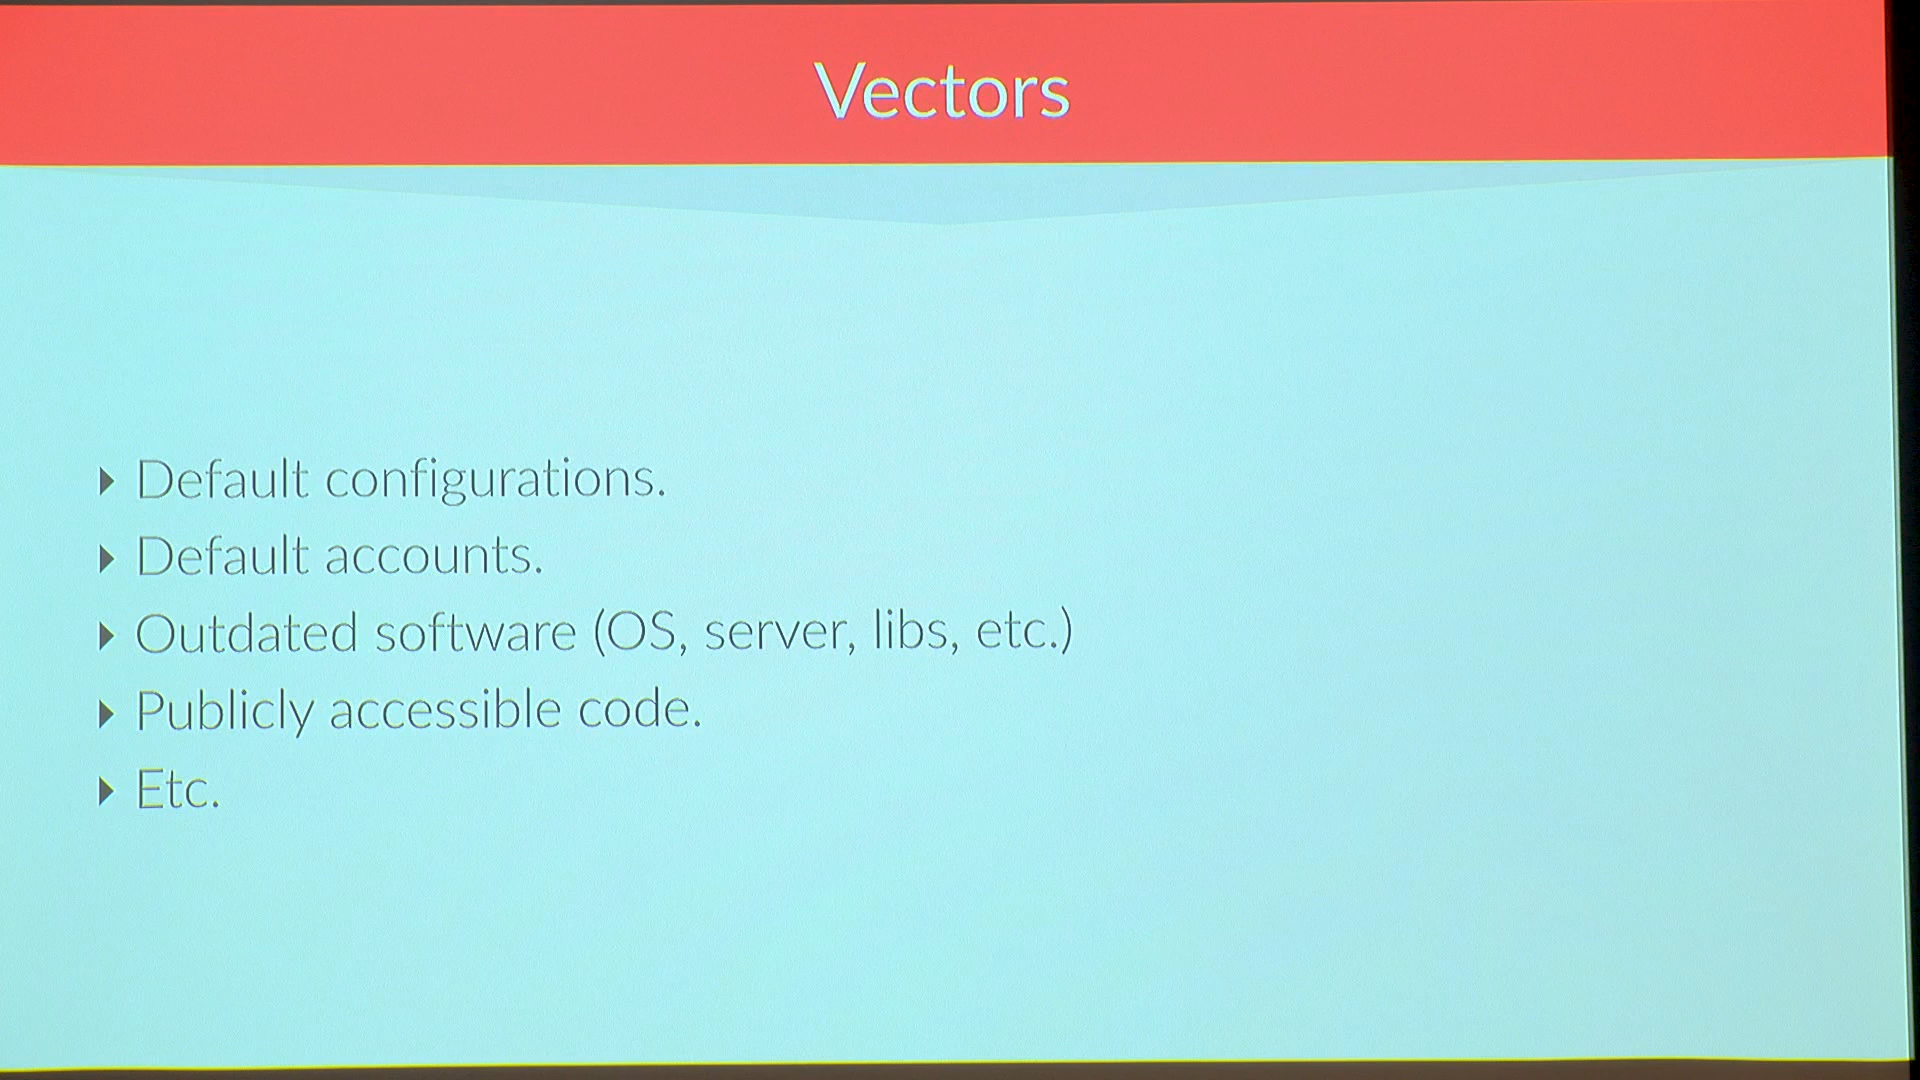 Vectors
Default configurations.
Default accounts.
Outdated software (OS, server, libs, etc.)
Publicly accessible code.
Etc.